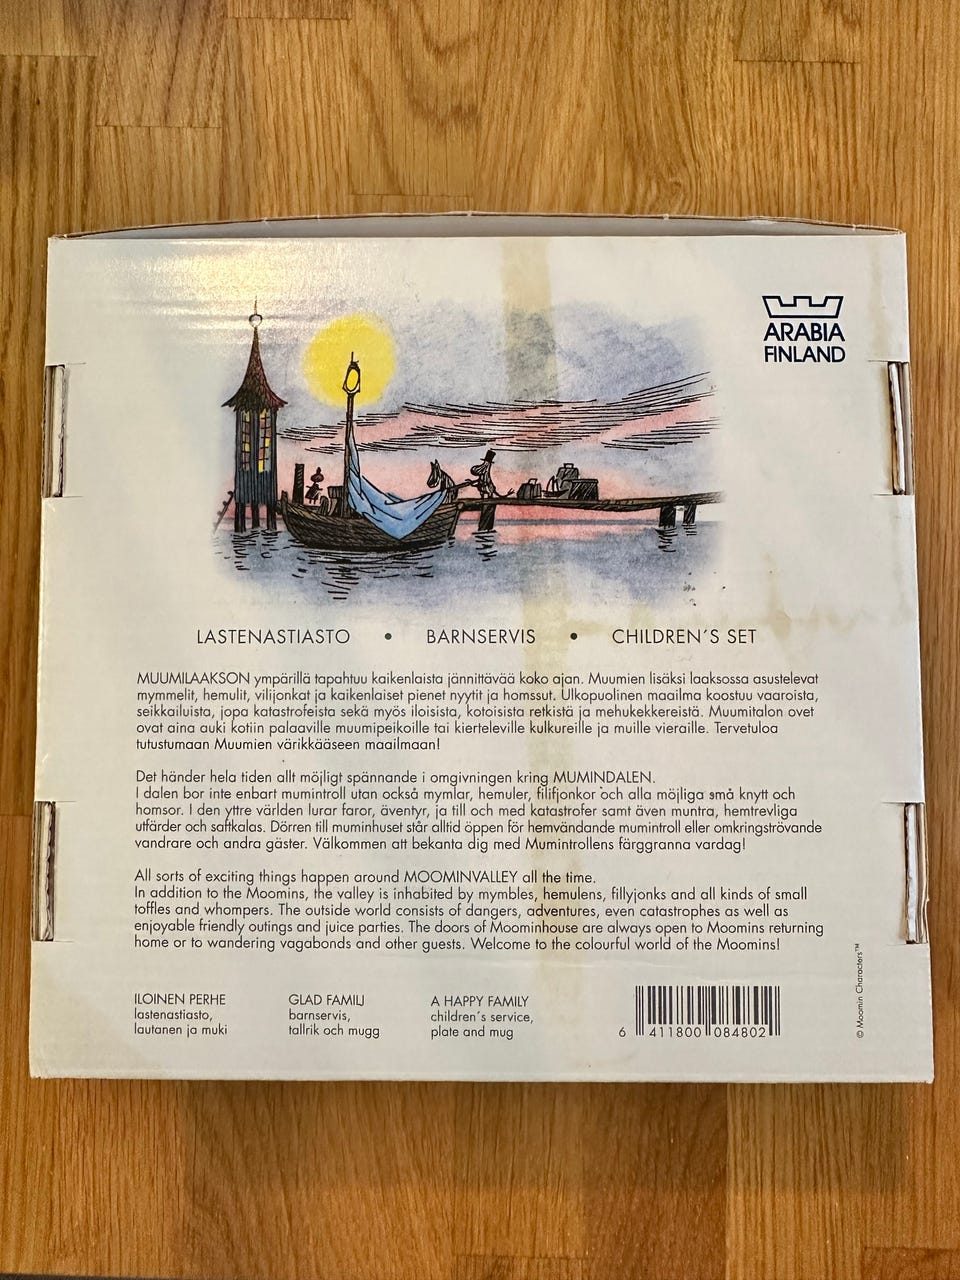 ARABIA
FINLAND
LASTENASTIASTO • BARNSERVIS • CHILDREN´S SET
MUUMILAAKSON ympärillä tapahtuu kaikenlaista jännittävää koko ajan. Muumien lisäksi laaksossa asustelevat
mymmelit, hemulit, vilijonkat ja kaikenlaiset pienet nyytit ja homssut. Ulkopuolinen maailma koostuu vaaroista,
seikkailuista, jopa katastrofeista sekä myös iloisista, kotoisista retkistä ja mehukekkereistä. Muumitalon ovet
ovat aina auki kotiin palaaville muumipeikoille tai kierteleville kulkureille ja muille vieraille. Tervetuloa
tutustumaan Muumien värikkääseen maailmaan!
Det händer hela tiden allt möjligt spännande i omgivningen kring MUMINDALEN.
I dalen bor inte enbart mumintroll utan också mymlar, hemuler, filifjonkor och alla möjliga små knytt och
homsor. I den yttre världen lurar faror, äventyr, ja till och med katastrofer samt även muntra, hemtrevliga
utfärder och saftkalas. Dörren till muminhuset står alltid öppen för hemvändande mumintroll eller omkringströvande
vandrare och andra gäster. Välkommen att bekanta dig med Mumintrollens färggranna vardag!
All sorts of exciting things happen around MOOMINVALLEY all the time.
In addition to the Moomins, the valley is inhabited by mymbles, hemulens, fillyjonks and all kinds of small
toffles and whompers. The outside world consists of dangers, adventures, even catastrophes as well as
enjoyable friendly outings and juice parties. The doors of Moominhouse are always open to Moomins returning
home or to wandering vagabonds and other guests. Welcome to the colourful world of the Moomins!
ILOINEN PERHE
lastenastiasto,
lautanen ja muki
GLAD FAMILJ
barnservis,
tallrik och mugg
A HAPPY FAMILY
children´s service,
plate and mug
6 411800 084802
© Moomin Characters™